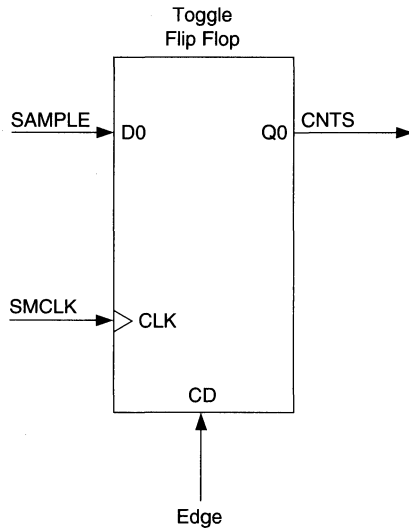 Toggle
Flip Flop
SAMPLE
D0
Q0
CNTS
SMCLK
CLK
CD
Edge